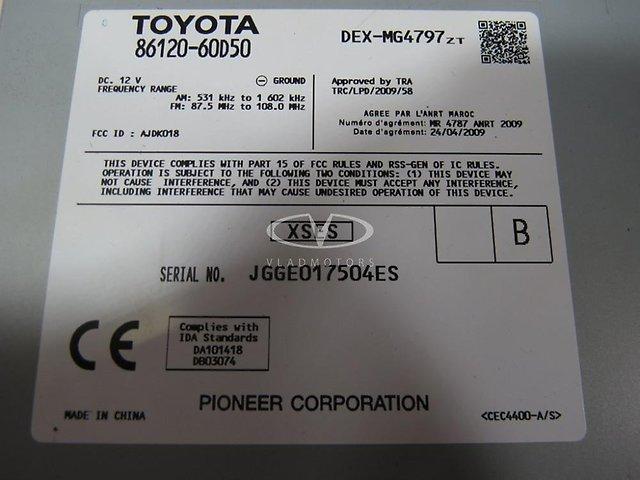 TOYOTA
86120-60D50
DEX-MG4797ZT
DC. 12 V
⊖ GROUND
FREQUENCY RANGE
AM: 531 kHz to 1 602 kHz
FM: 87.5 MHz to 108.0 MHz
FCC ID : AJDK018
Approved by TRA
TRC/LPD/2009/58
AGREE PAR L'ANRT MAROC
Numéro d'agrément: MR 4787 ANRT 2009
Date d'agrément: 24/04/2009
THIS DEVICE COMPLIES WITH PART 15 OF FCC RULES AND RSS-GEN OF IC RULES.
OPERATION IS SUBJECT TO THE FOLLOWING TWO CONDITIONS: (1) THIS DEVICE MAY
NOT CAUSE INTERFERENCE, AND (2) THIS DEVICE MUST ACCEPT ANY INTERFERENCE,
INCLUDING INTERFERENCE THAT MAY CAUSE UNDESIRED OPERATION OF THIS DEVICE.
XSES
B
VLADMOTORS
SERIAL NO. JGGE017504ES
CE
Complies with
IDA Standards
DA101418
DB03074
PIONEER CORPORATION
MADE IN CHINA
<CEC4400-A/S>